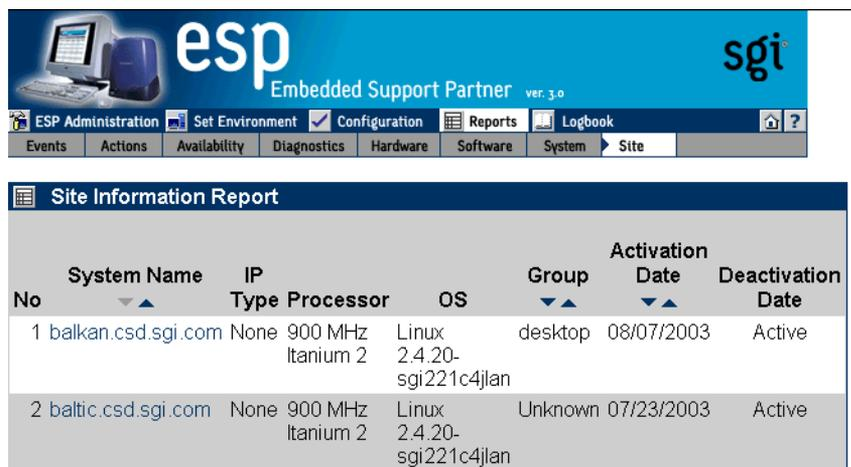 esp
Embedded Support Partner ver. 3.0
sgi
ESP Administration Set Environment Configuration Reports Logbook ?
Events Actions Availability Diagnostics Hardware Software System Site
Site Information Report
No System Name IP Type Processor OS Group Activation Date Deactivation Date
1 balkan.csd.sgi.com None 900 MHz Itanium 2 Linux 2.4.20-sgi221c4jlan desktop 08/07/2003 Active
2 baltic.csd.sgi.com None 900 MHz Itanium 2 Linux 2.4.20-sgi221c4jlan Unknown 07/23/2003 Active